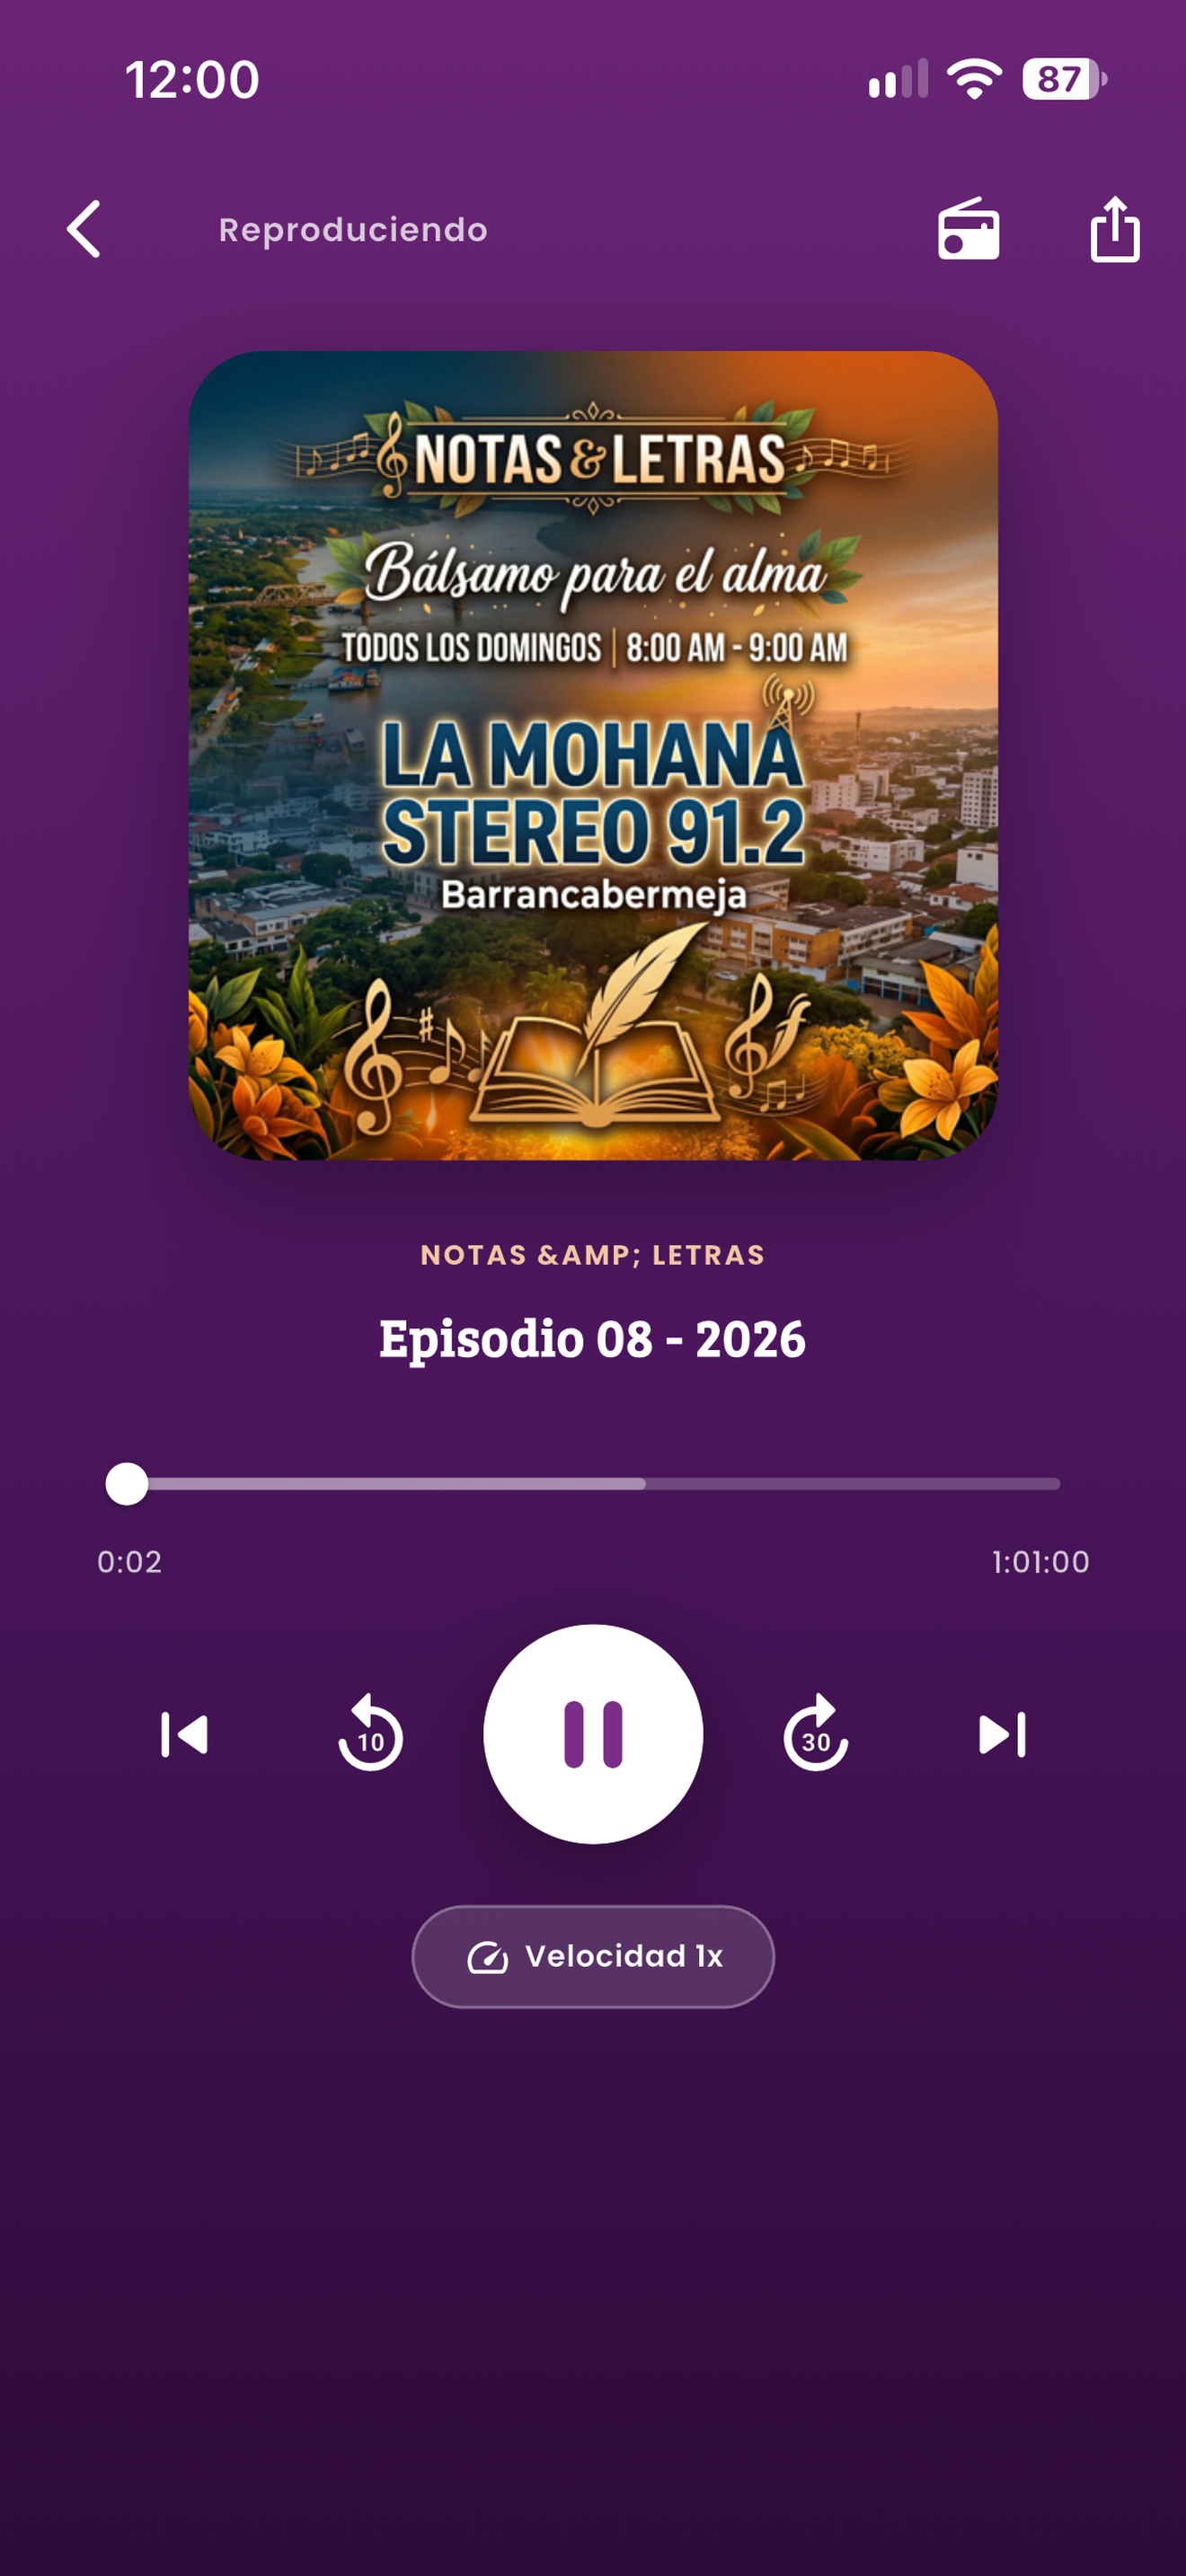 12:00
87
Reproduciendo
NOTAS & LETRAS
Bálsamo para el alma
TODOS LOS DOMINGOS | 8:00 AM - 9:00 AM
LA MOHANA
STEREO 91.2
Barrancabermeja
NOTAS &AMP; LETRAS
Episodio 08 - 2026
0:02
1:01:00
10
30
Velocidad 1x